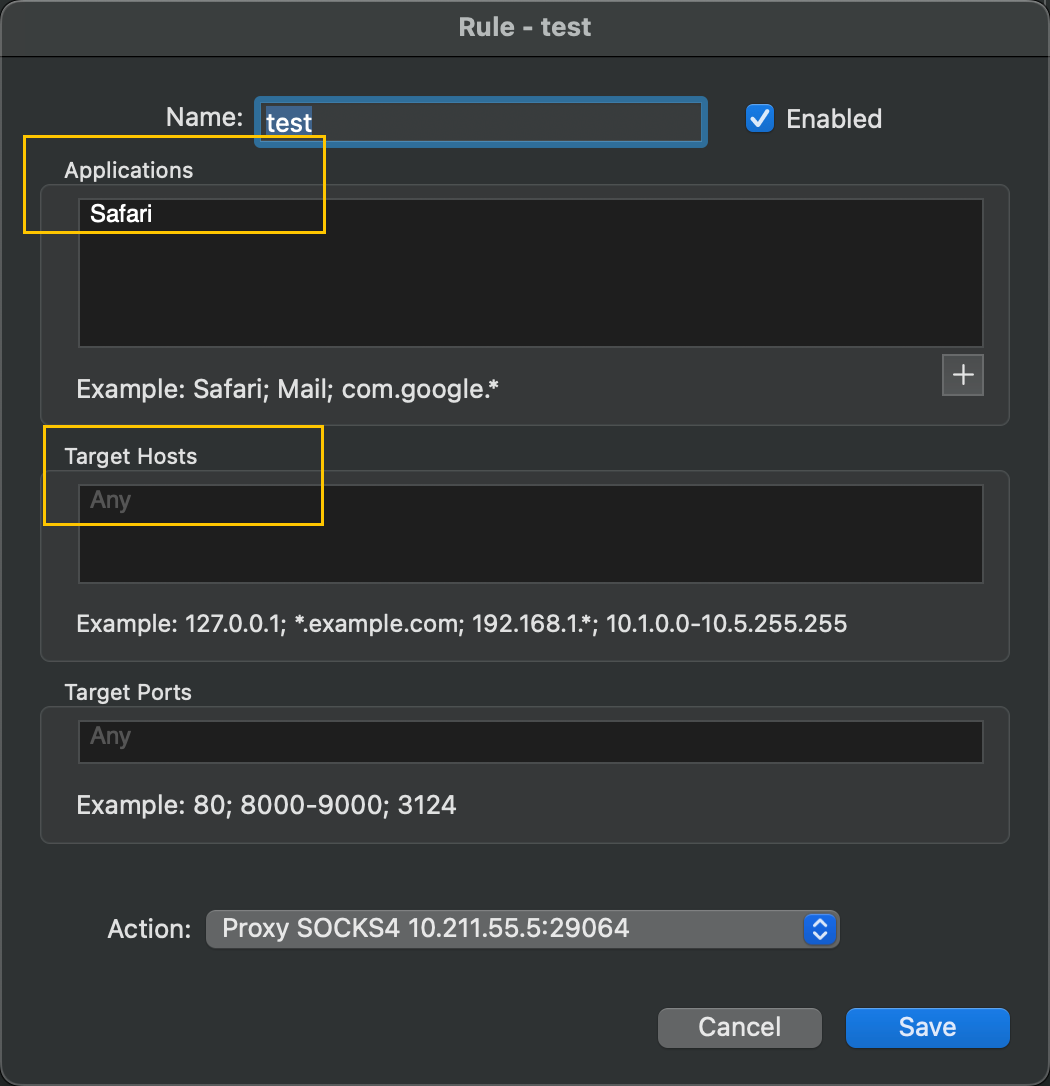 Rule - test
Name: test Enabled
Applications
Safari
Example: Safari; Mail; com.google.*
Target Hosts
Any
Example: 127.0.0.1; *.example.com; 192.168.1.*; 10.1.0.0-10.5.255.255
Target Ports
Any
Example: 80; 8000-9000; 3124
Action: Proxy SOCKS4 10.211.55.5:29064
Cancel Save